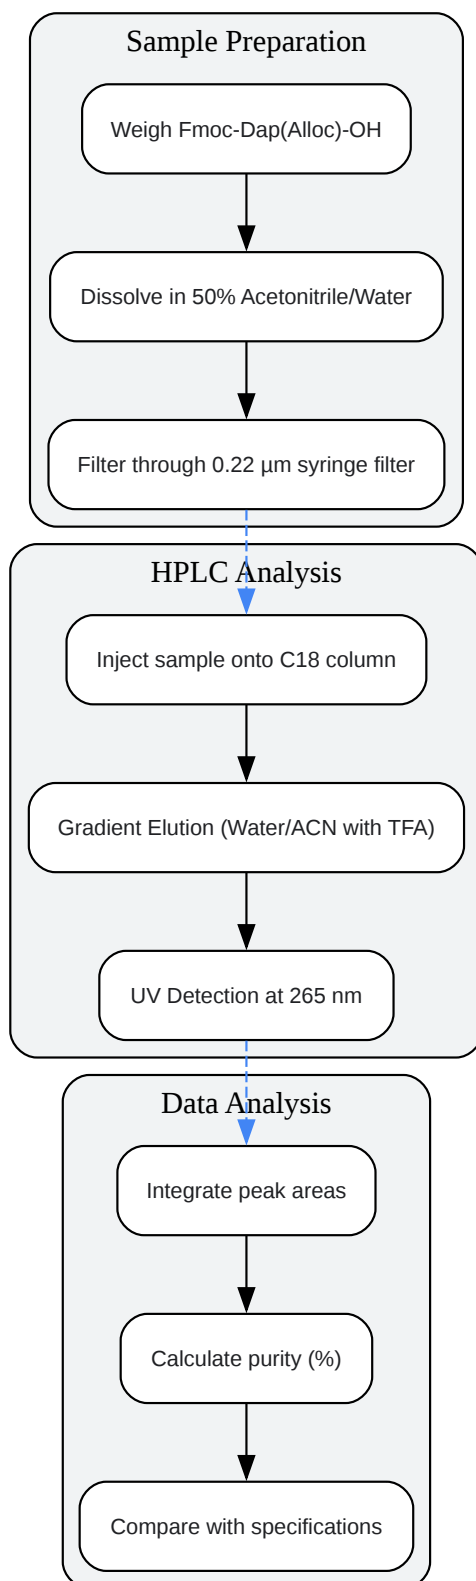 Sample Preparation
Weigh Fmoc-Dap(Alloc)-OH
Dissolve in 50% Acetonitrile/Water
Filter through 0.22 µm syringe filter
HPLC Analysis
Inject sample onto C18 column
Gradient Elution (Water/ACN with TFA)
UV Detection at 265 nm
Data Analysis
Integrate peak areas
Calculate purity (%)
Compare with specifications